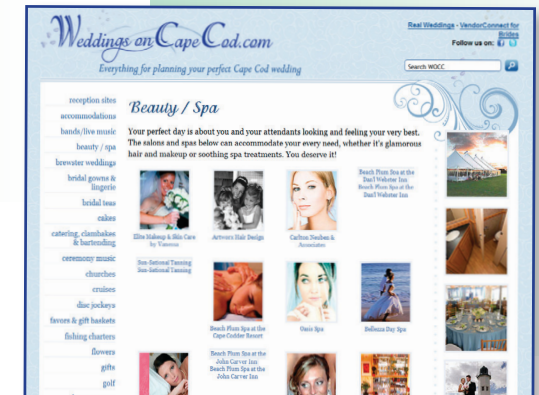 Weddings on Cape Cod.com
Everything for planning your perfect Cape Cod wedding
Real Weddings - VendorConnect for
Brides
Follow us on:
Search WOCC
reception sites
accommodations
bands/live music
beauty / spa
brewster weddings
bridal gowns &
lingerie
bridal teas
cakes
catering, clambakes
& bartending
ceremony music
churches
cruises
disc jockeys
favors & gift baskets
fishing charters
flowers
gifts
golf
Beauty / Spa
Your perfect day is about you and your attendants looking and feeling your very best.
The salons and spas below can accommodate your every need, whether it's glamorous
hair and makeup or soothing spa treatments. You deserve it!
Elite Makeup & Skin Care
by Vanessa
Artworx Hair Design
Carlton Neuben &
Associates
Beach Plum Spa at the
Dan'l Webster Inn
Beach Plum Spa at the
Dan'l Webster Inn
Sun-Sational Tanning
Sun-Sational Tanning
Beach Plum Spa at the
Cape Codder Resort
Oasis Spa
Bellezza Day Spa
Beach Plum Spa at the
John Carver Inn
Beach Plum Spa at the
John Carver Inn